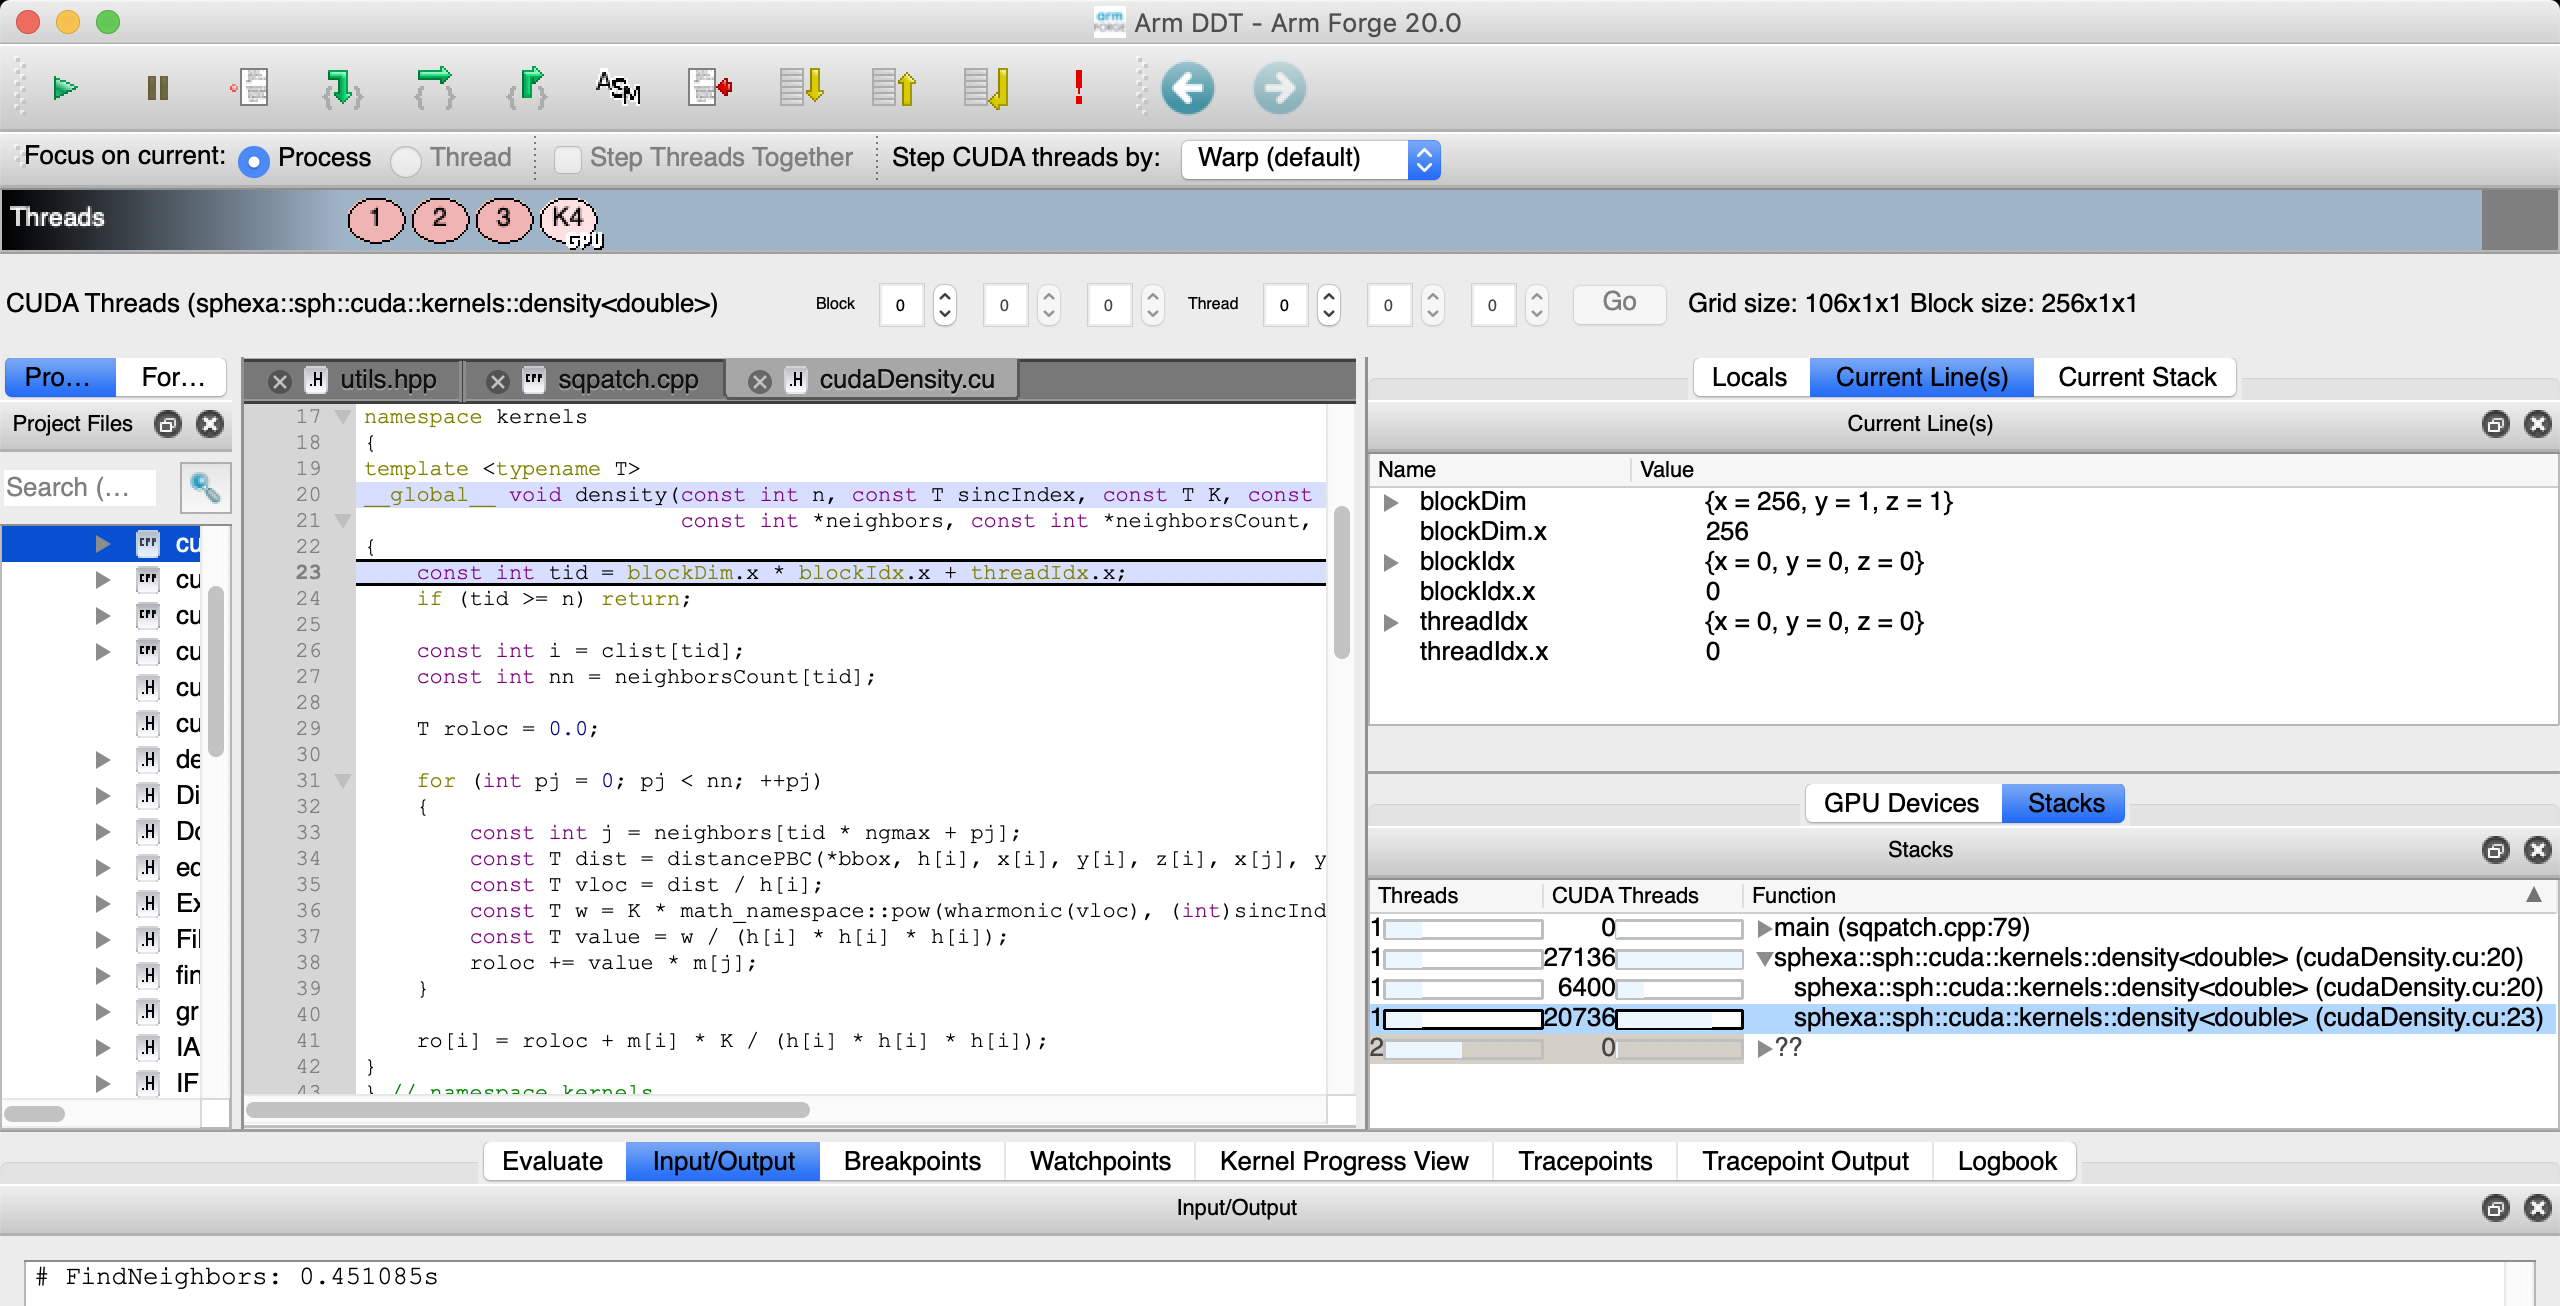 arm FORGE Arm DDT - Arm Forge 20.0
ASM
Focus on current: Process Thread Step Threads Together Step CUDA threads by: Warp (default)
Threads 1 2 3 K4 GPU
CUDA Threads (sphexa::sph::cuda::kernels::density<double>) Block 0 0 0 Thread 0 0 0 Go Grid size: 106x1x1 Block size: 256x1x1
Pro... For...
Project Files
Search (...
cu
cu
cu
cu
cu
cu
de
Di
ec
Ex
Fil
fin
gr
IA
IF
utils.hpp sqpatch.cpp cudaDensity.cu
17 namespace kernels
18 {
19 template <typename T>
20 __global__ void density(const int n, const T sincIndex, const T K, const
21 const int *neighbors, const int *neighborsCount,
22 {
23 const int tid = blockDim.x * blockIdx.x + threadIdx.x;
24 if (tid >= n) return;
25
26 const int i = clist[tid];
27 const int nn = neighborsCount[tid];
28
29 T roloc = 0.0;
30
31 for (int pj = 0; pj < nn; ++pj)
32 {
33 const int j = neighbors[tid * ngmax + pj];
34 const T dist = distancePBC(*bbox, h[i], x[i], y[i], z[i], x[j], y
35 const T vloc = dist / h[i];
36 const T w = K * math_namespace::pow(wharmonic(vloc), (int)sincInd
37 const T value = w / (h[i] * h[i] * h[i]);
38 roloc += value * m[j];
39 }
40
41 ro[i] = roloc + m[i] * K / (h[i] * h[i] * h[i]);
42 }
43 } // namespace kernels
Locals Current Line(s) Current Stack
Current Line(s)
Name Value
blockDim {x = 256, y = 1, z = 1}
blockDim.x 256
blockIdx {x = 0, y = 0, z = 0}
blockIdx.x 0
threadIdx {x = 0, y = 0, z = 0}
threadIdx.x 0
GPU Devices Stacks
Stacks
Threads CUDA Threads Function
1 0 main (sqpatch.cpp:79)
1 27136 sphexa::sph::cuda::kernels::density<double> (cudaDensity.cu:20)
1 6400 sphexa::sph::cuda::kernels::density<double> (cudaDensity.cu:20)
1 20736 sphexa::sph::cuda::kernels::density<double> (cudaDensity.cu:23)
2 0 ??
Evaluate Input/Output Breakpoints Watchpoints Kernel Progress View Tracepoints Tracepoint Output Logbook
Input/Output
# FindNeighbors: 0.451085s